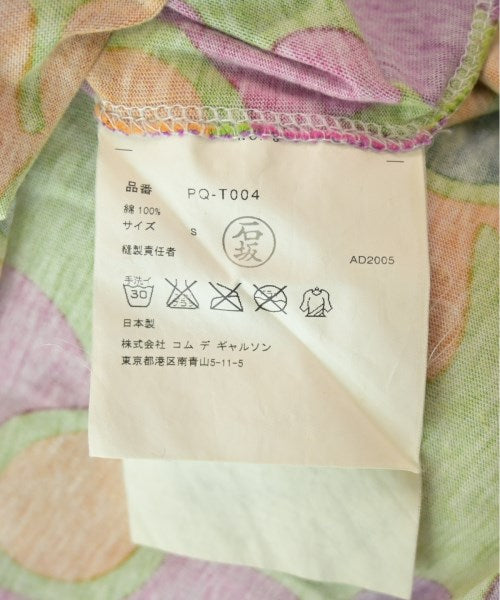 品番 PQ-T004
綿 100%
サイズ S
石坂
縫製責任者
AD2005
手洗イ
30
日本製
株式会社 コム デ ギャルソン
東京都港区南青山5-11-5